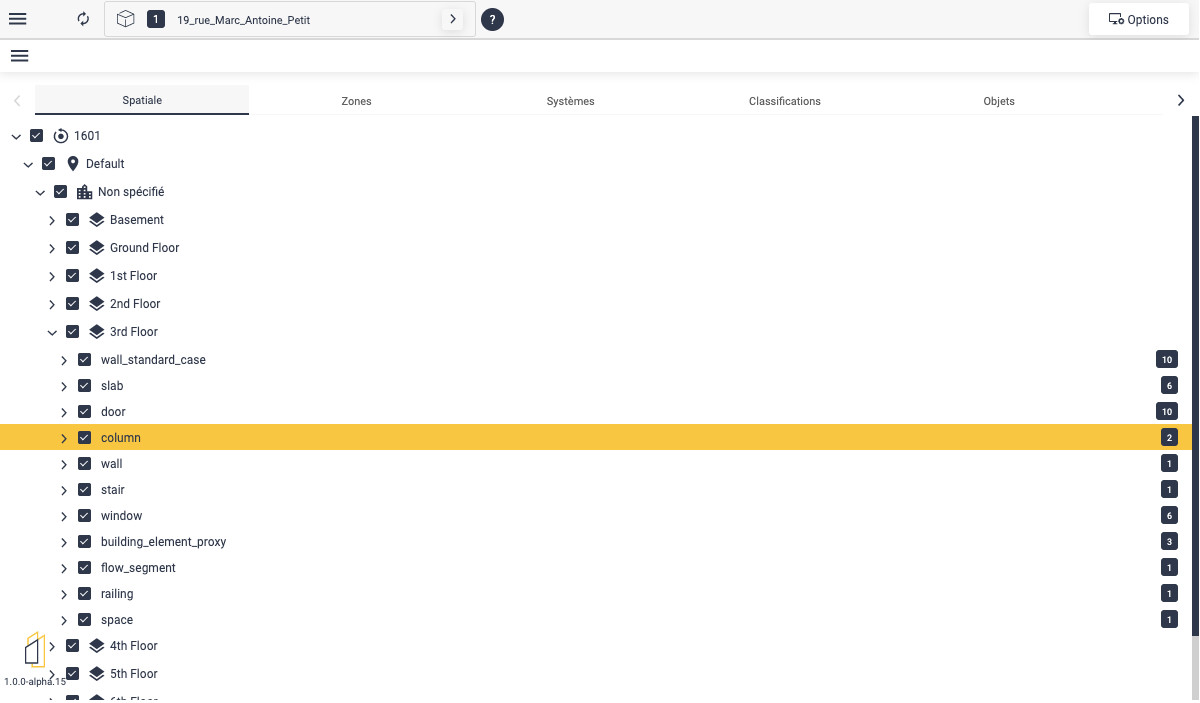 1 19_rue_Marc_Antoine_Petit ? Options
Spatiale Zones Systèmes Classifications Objets
1601
Default
Non spécifié
Basement
Ground Floor
1st Floor
2nd Floor
3rd Floor
wall_standard_case 10
slab 6
door 10
column 2
wall 1
stair 1
window 6
building_element_proxy 3
flow_segment 1
railing 1
space 1
4th Floor
5th Floor
1.0.0-alpha.15
6th Floor